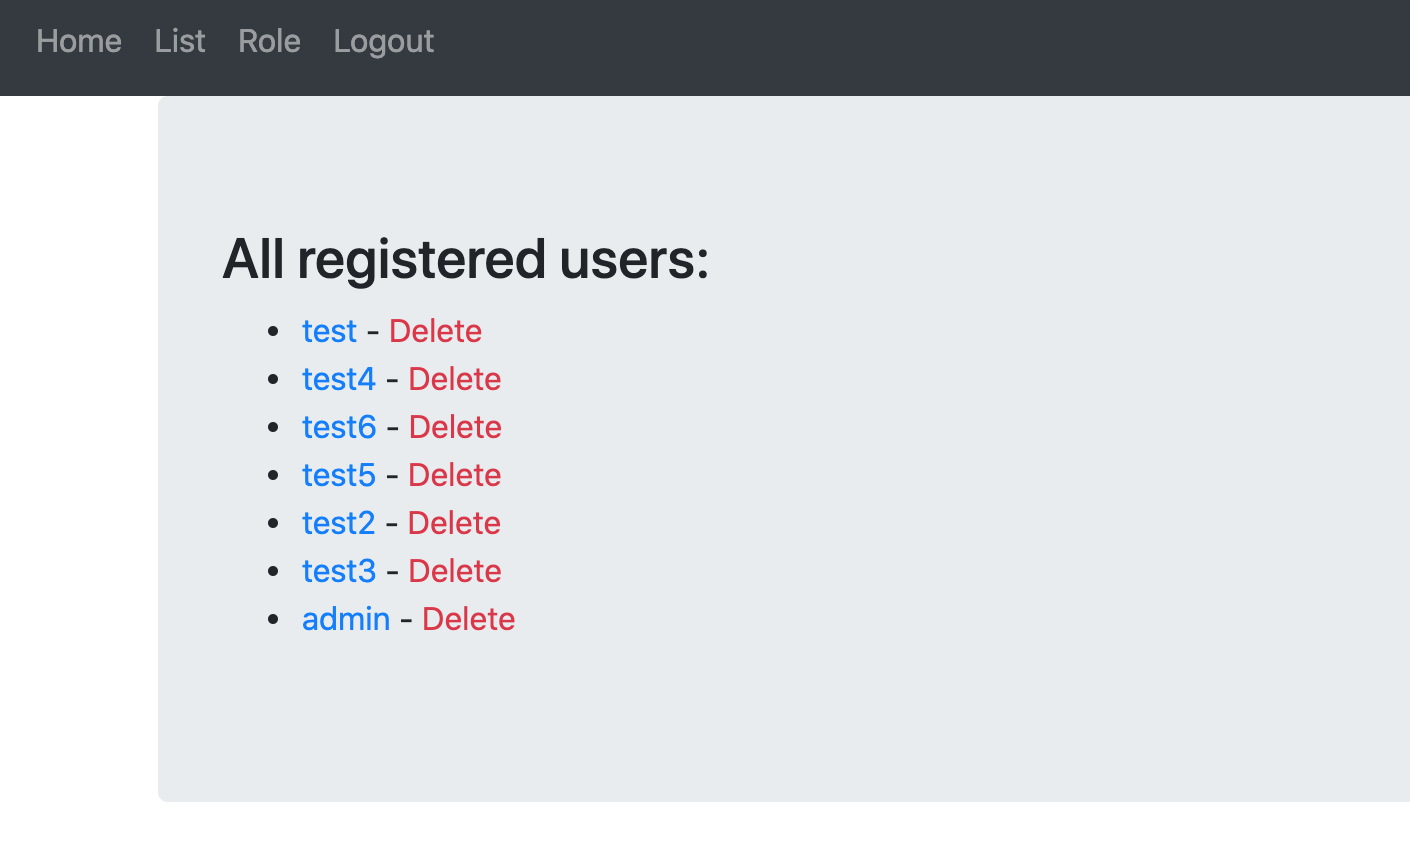 Home List Role Logout
All registered users:
test - Delete
test4 - Delete
test6 - Delete
test5 - Delete
test2 - Delete
test3 - Delete
admin - Delete